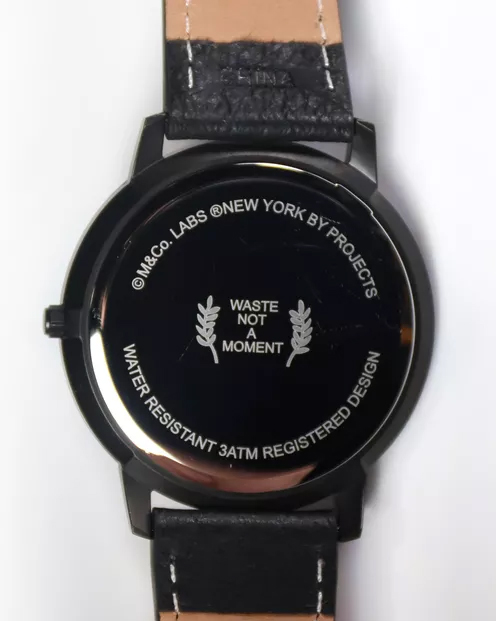 CHINA
©M&Co. LABS ®NEW YORK BY PROJECTS
WASTE
NOT
A
MOMENT
WATER RESISTANT 3ATM REGISTERED DESIGN